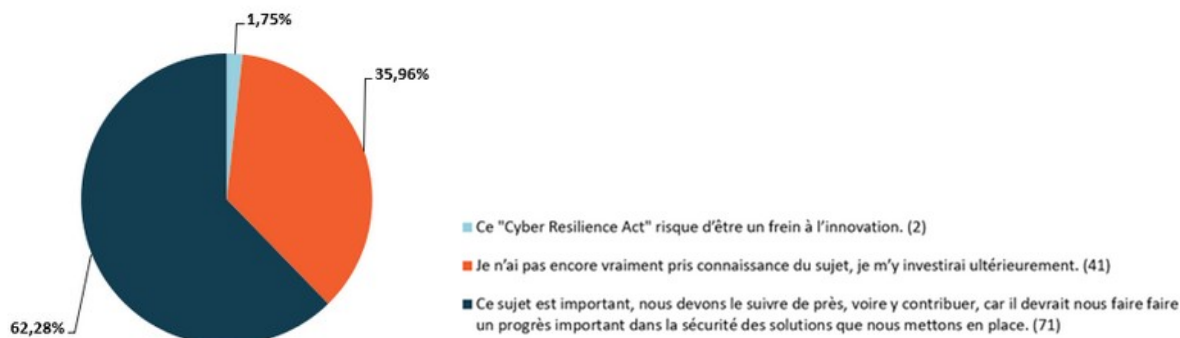 1,75%
35,96%
62,28%
Ce "Cyber Resilience Act" risque d'être un frein à l'innovation. (2)
Je n'ai pas encore vraiment pris connaissance du sujet, je m'y investirai ultérieurement. (41)
Ce sujet est important, nous devons le suivre de près, voire y contribuer, car il devrait nous faire faire
un progrès important dans la sécurité des solutions que nous mettons en place. (71)